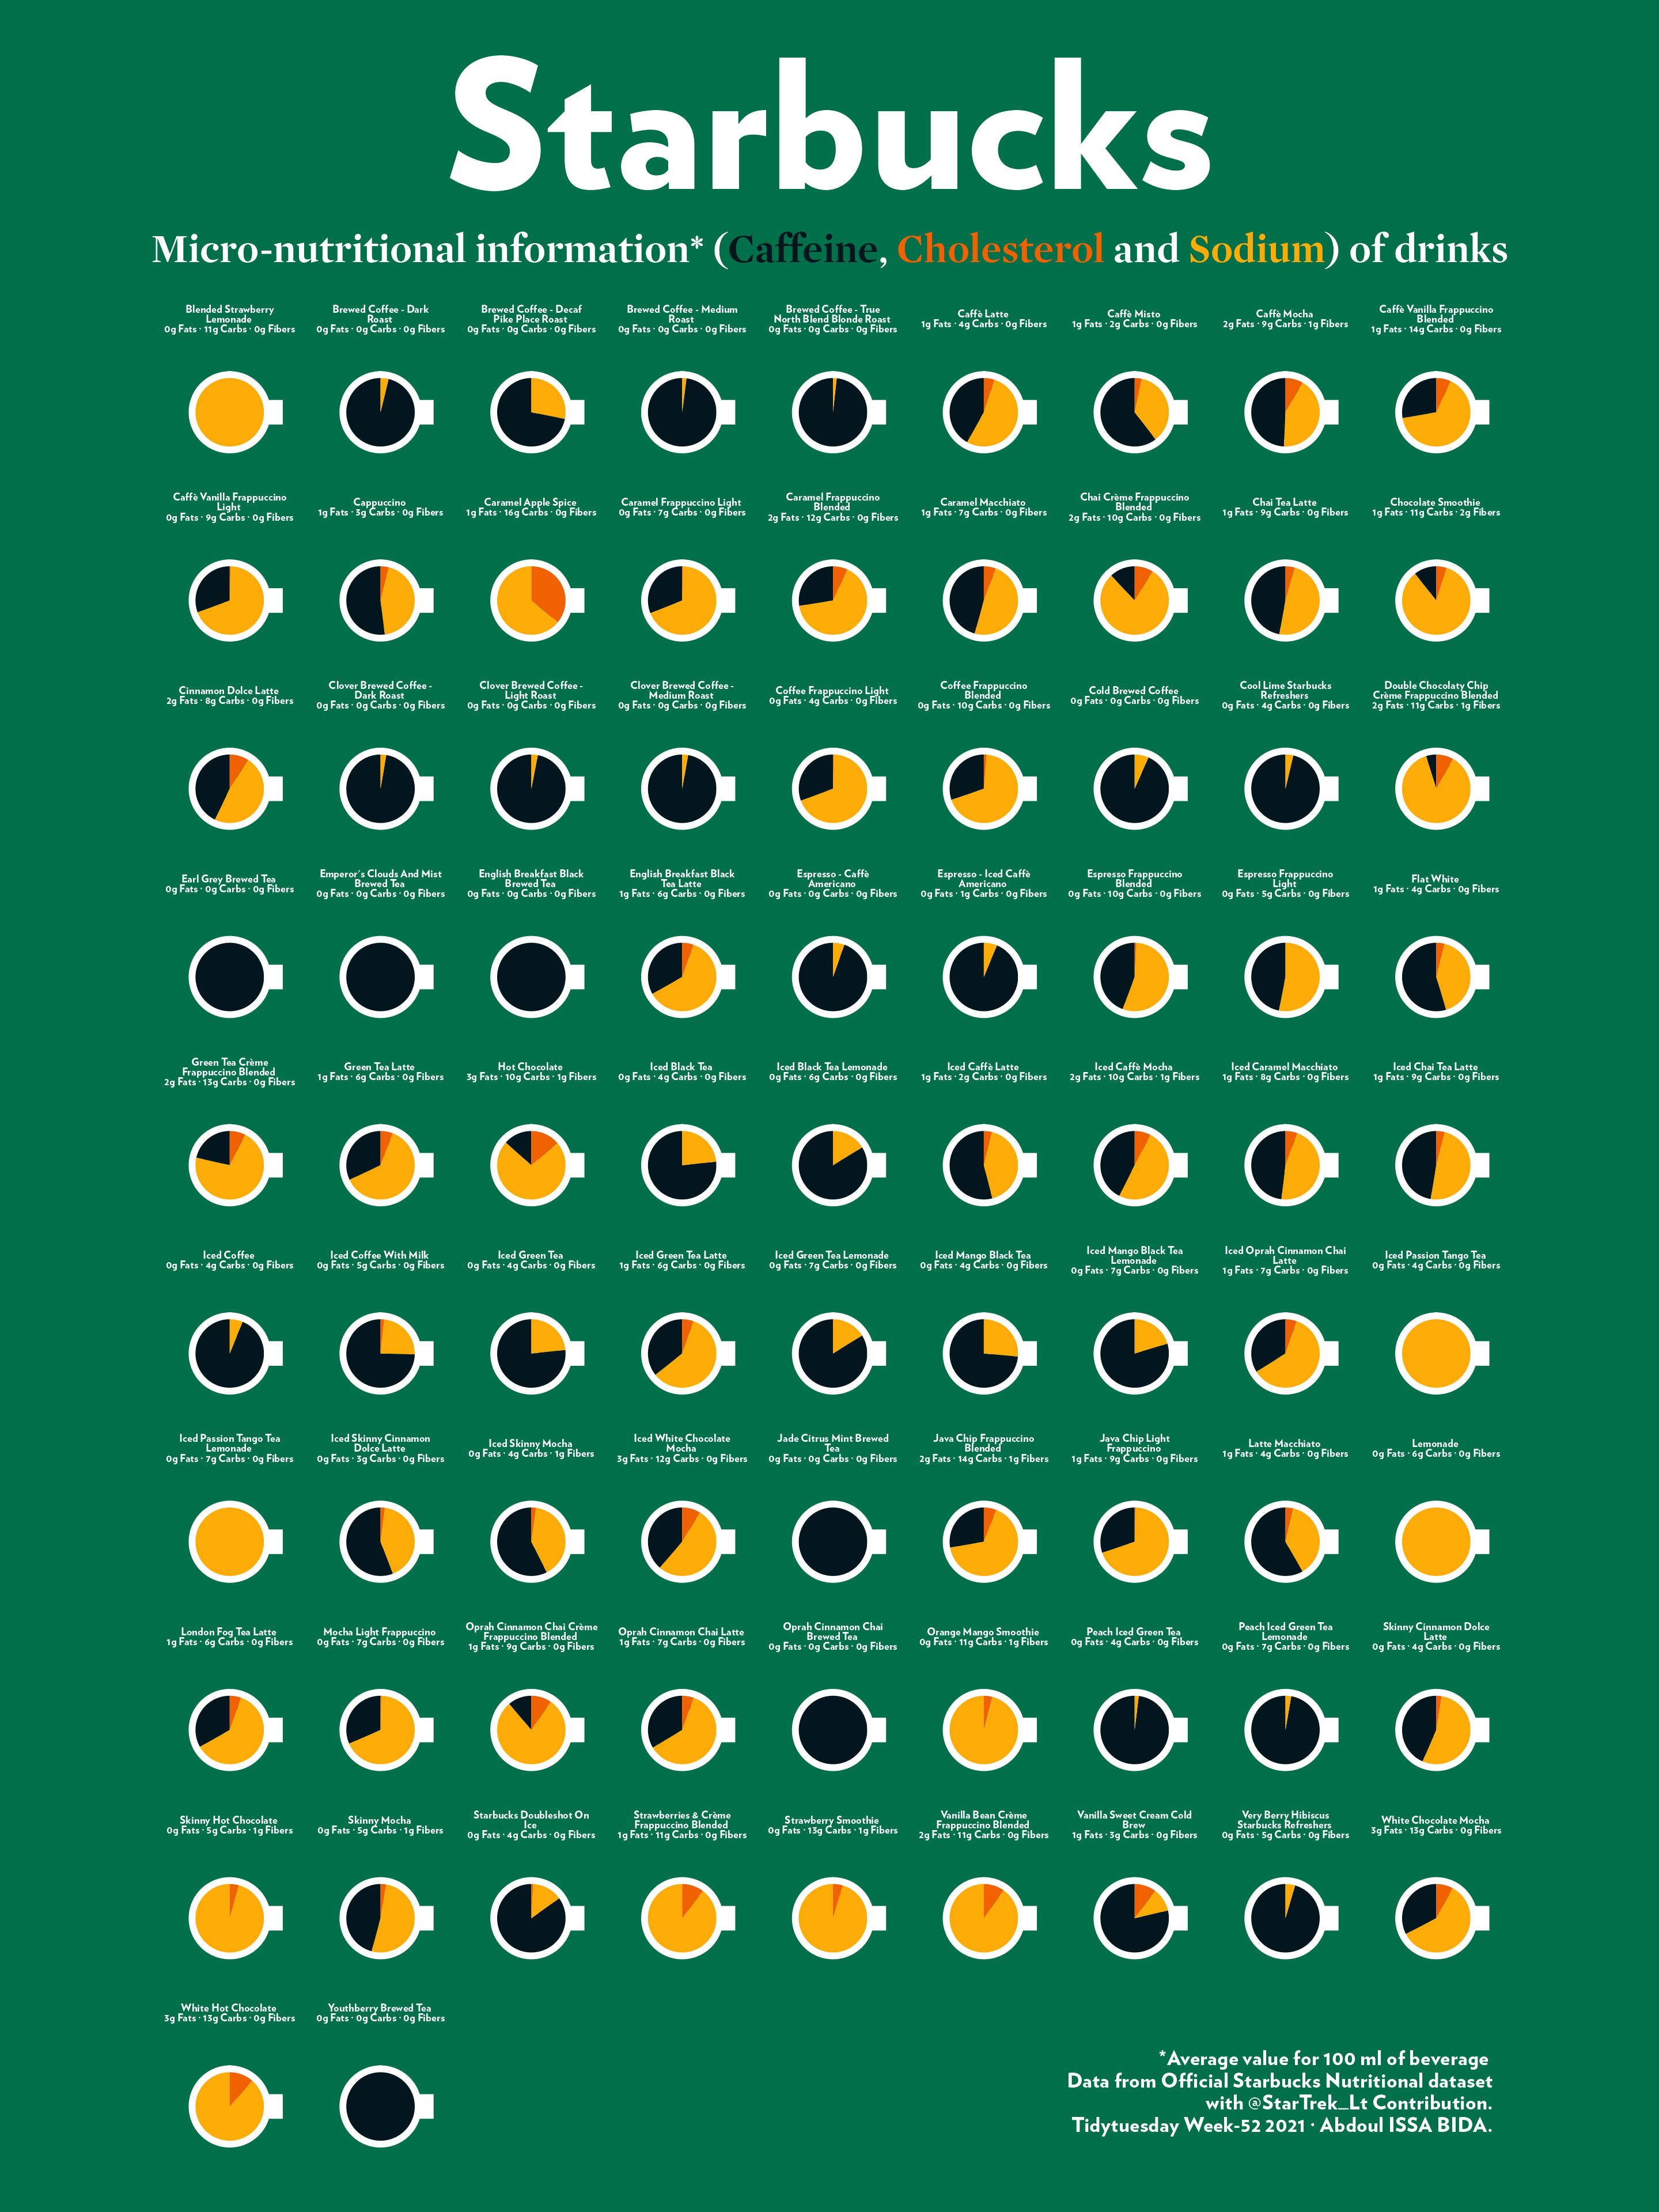 Starbucks
Micro-nutritional information* (Caffeine, Cholesterol and Sodium) of drinks
Blended Strawberry
Lemonade
0g Fats · 11g Carbs · 0g Fibers
Brewed Coffee - Dark
Roast
0g Fats · 0g Carbs · 0g Fibers
Brewed Coffee - Decaf
Pike Place Roast
0g Fats · 0g Carbs · 0g Fibers
Brewed Coffee - Medium
Roast
0g Fats · 0g Carbs · 0g Fibers
Brewed Coffee - True
North Blend Blonde Roast
0g Fats · 0g Carbs · 0g Fibers
Caffè Latte
1g Fats · 4g Carbs · 0g Fibers
Caffè Misto
1g Fats · 2g Carbs · 0g Fibers
Caffè Mocha
2g Fats · 9g Carbs · 1g Fibers
Caffè Vanilla Frappuccino
Blended
1g Fats · 14g Carbs · 0g Fibers
Caffè Vanilla Frappuccino
Light
0g Fats · 9g Carbs · 0g Fibers
Cappuccino
1g Fats · 3g Carbs · 0g Fibers
Caramel Apple Spice
1g Fats · 16g Carbs · 0g Fibers
Caramel Frappuccino Light
0g Fats · 7g Carbs · 0g Fibers
Caramel Frappuccino
Blended
2g Fats · 12g Carbs · 0g Fibers
Caramel Macchiato
1g Fats · 7g Carbs · 0g Fibers
Chai Crème Frappuccino
Blended
2g Fats · 10g Carbs · 0g Fibers
Chai Tea Latte
1g Fats · 9g Carbs · 0g Fibers
Chocolate Smoothie
1g Fats · 11g Carbs · 2g Fibers
Cinnamon Dolce Latte
2g Fats · 8g Carbs · 0g Fibers
Clover Brewed Coffee -
Dark Roast
0g Fats · 0g Carbs · 0g Fibers
Clover Brewed Coffee -
Light Roast
0g Fats · 0g Carbs · 0g Fibers
Clover Brewed Coffee -
Medium Roast
0g Fats · 0g Carbs · 0g Fibers
Coffee Frappuccino Light
0g Fats · 4g Carbs · 0g Fibers
Coffee Frappuccino
Blended
0g Fats · 10g Carbs · 0g Fibers
Cold Brewed Coffee
0g Fats · 0g Carbs · 0g Fibers
Cool Lime Starbucks
Refreshers
0g Fats · 4g Carbs · 0g Fibers
Double Chocolaty Chip
Crème Frappuccino Blended
2g Fats · 11g Carbs · 1g Fibers
Earl Grey Brewed Tea
0g Fats · 0g Carbs · 0g Fibers
Emperor's Clouds And Mist
Brewed Tea
0g Fats · 0g Carbs · 0g Fibers
English Breakfast Black
Brewed Tea
0g Fats · 0g Carbs · 0g Fibers
English Breakfast Black
Tea Latte
1g Fats · 6g Carbs · 0g Fibers
Espresso - Caffè
Americano
0g Fats · 0g Carbs · 0g Fibers
Espresso - Iced Caffè
Americano
0g Fats · 1g Carbs · 0g Fibers
Espresso Frappuccino
Blended
0g Fats · 10g Carbs · 0g Fibers
Espresso Frappuccino
Light
0g Fats · 5g Carbs · 0g Fibers
Flat White
1g Fats · 4g Carbs · 0g Fibers
Green Tea Crème
Frappuccino Blended
2g Fats · 13g Carbs · 0g Fibers
Green Tea Latte
1g Fats · 6g Carbs · 0g Fibers
Hot Chocolate
3g Fats · 10g Carbs · 1g Fibers
Iced Black Tea
0g Fats · 4g Carbs · 0g Fibers
Iced Black Tea Lemonade
0g Fats · 6g Carbs · 0g Fibers
Iced Caffè Latte
1g Fats · 2g Carbs · 0g Fibers
Iced Caffè Mocha
2g Fats · 10g Carbs · 1g Fibers
Iced Caramel Macchiato
1g Fats · 8g Carbs · 0g Fibers
Iced Chai Tea Latte
1g Fats · 9g Carbs · 0g Fibers
Iced Coffee
0g Fats · 4g Carbs · 0g Fibers
Iced Coffee With Milk
0g Fats · 5g Carbs · 0g Fibers
Iced Green Tea
0g Fats · 4g Carbs · 0g Fibers
Iced Green Tea Latte
1g Fats · 6g Carbs · 0g Fibers
Iced Green Tea Lemonade
0g Fats · 7g Carbs · 0g Fibers
Iced Mango Black Tea
0g Fats · 4g Carbs · 0g Fibers
Iced Mango Black Tea
Lemonade
0g Fats · 7g Carbs · 0g Fibers
Iced Oprah Cinnamon Chai
Latte
1g Fats · 7g Carbs · 0g Fibers
Iced Passion Tango Tea
0g Fats · 4g Carbs · 0g Fibers
Iced Passion Tango Tea
Lemonade
0g Fats · 7g Carbs · 0g Fibers
Iced Skinny Cinnamon
Dolce Latte
0g Fats · 3g Carbs · 0g Fibers
Iced Skinny Mocha
0g Fats · 4g Carbs · 1g Fibers
Iced White Chocolate
Mocha
3g Fats · 12g Carbs · 0g Fibers
Jade Citrus Mint Brewed
Tea
0g Fats · 0g Carbs · 0g Fibers
Java Chip Frappuccino
Blended
2g Fats · 14g Carbs · 1g Fibers
Java Chip Light
Frappuccino
1g Fats · 9g Carbs · 0g Fibers
Latte Macchiato
1g Fats · 4g Carbs · 0g Fibers
Lemonade
0g Fats · 6g Carbs · 0g Fibers
London Fog Tea Latte
1g Fats · 6g Carbs · 0g Fibers
Mocha Light Frappuccino
0g Fats · 7g Carbs · 0g Fibers
Oprah Cinnamon Chai Crème
Frappuccino Blended
1g Fats · 9g Carbs · 0g Fibers
Oprah Cinnamon Chai Latte
1g Fats · 7g Carbs · 0g Fibers
Oprah Cinnamon Chai
Brewed Tea
0g Fats · 0g Carbs · 0g Fibers
Orange Mango Smoothie
0g Fats · 11g Carbs · 1g Fibers
Peach Iced Green Tea
0g Fats · 4g Carbs · 0g Fibers
Peach Iced Green Tea
Lemonade
0g Fats · 7g Carbs · 0g Fibers
Skinny Cinnamon Dolce
Latte
0g Fats · 4g Carbs · 0g Fibers
Skinny Hot Chocolate
0g Fats · 5g Carbs · 1g Fibers
Skinny Mocha
0g Fats · 5g Carbs · 1g Fibers
Starbucks Doubleshot On
Ice
0g Fats · 4g Carbs · 0g Fibers
Strawberries & Crème
Frappuccino Blended
1g Fats · 11g Carbs · 0g Fibers
Strawberry Smoothie
0g Fats · 13g Carbs · 1g Fibers
Vanilla Bean Crème
Frappuccino Blended
2g Fats · 11g Carbs · 0g Fibers
Vanilla Sweet Cream Cold
Brew
1g Fats · 3g Carbs · 0g Fibers
Very Berry Hibiscus
Starbucks Refreshers
0g Fats · 5g Carbs · 0g Fibers
White Chocolate Mocha
3g Fats · 13g Carbs · 0g Fibers
White Hot Chocolate
3g Fats · 13g Carbs · 0g Fibers
Youthberry Brewed Tea
0g Fats · 0g Carbs · 0g Fibers
*Average value for 100 ml of beverage
Data from Official Starbucks Nutritional dataset
with @StarTrek_Lt Contribution.
Tidytuesday Week-52 2021 · Abdoul ISSA BIDA.